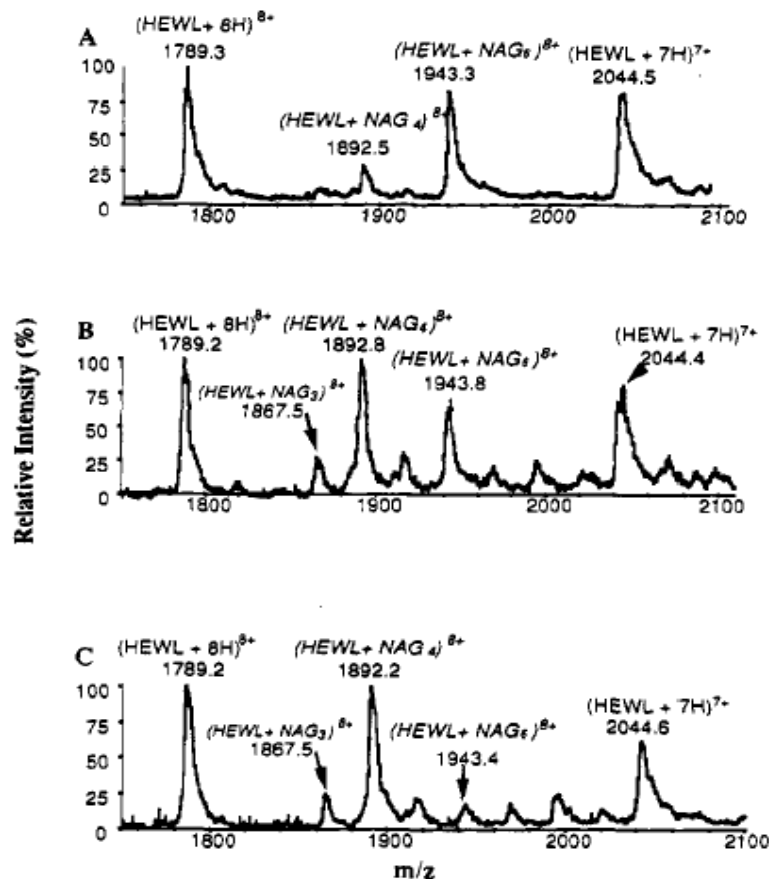 A
(HEWL + 8H)⁸⁺
1789.3
(HEWL + NAG₄)⁸⁺
1892.5
(HEWL + NAG₆)⁸⁺
1943.3
(HEWL + 7H)⁷⁺
2044.5
100
75
50
25
0
1800
1900
2000
2100
Relative Intensity (%)
B
(HEWL + 8H)⁸⁺
1789.2
(HEWL + NAG₃)⁸⁺
1867.5
(HEWL + NAG₄)⁸⁺
1892.8
(HEWL + NAG₆)⁸⁺
1943.8
(HEWL + 7H)⁷⁺
2044.4
100
75
50
25
0
1800
1900
2000
2100
C
(HEWL + 8H)⁸⁺
1789.2
(HEWL + NAG₃)⁸⁺
1867.5
(HEWL + NAG₄)⁸⁺
1892.2
(HEWL + NAG₆)⁸⁺
1943.4
(HEWL + 7H)⁷⁺
2044.6
100
75
50
25
0
1800
1900
2000
2100
m/z